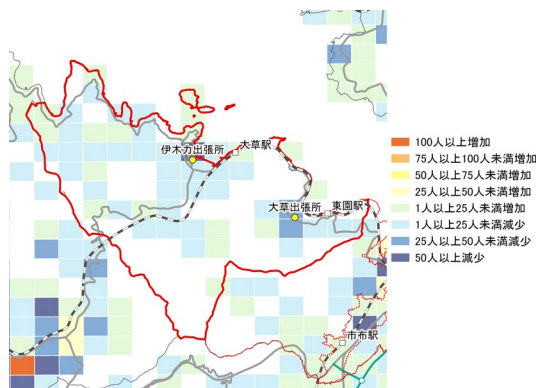 伊木力出張所
大草駅
大草出張所
東園駅
市布駅
100人以上増加
75人以上100人未満増加
50人以上75人未満増加
25人以上50人未満増加
1人以上25人未満増加
1人以上25人未満減少
25人以上50人未満減少
50人以上減少